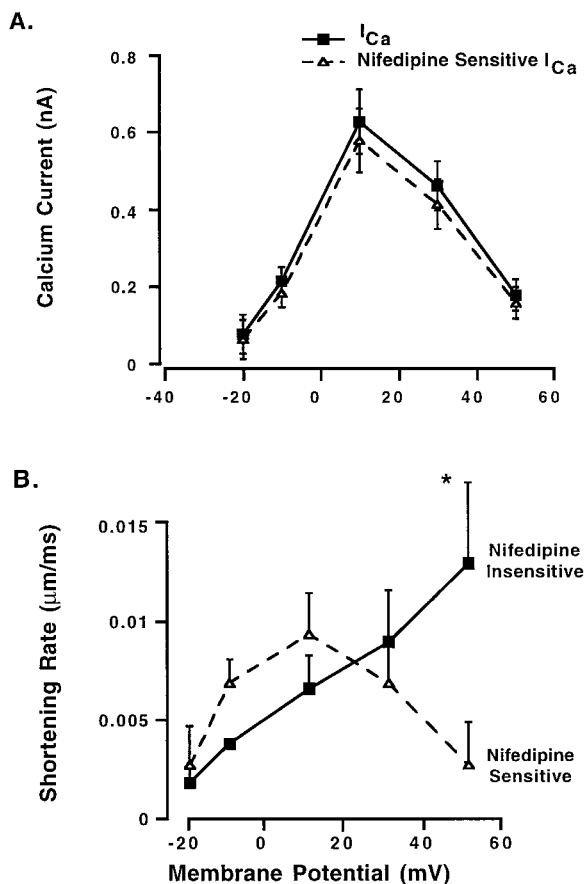 A.
I Ca
Nifedipine Sensitive I Ca
Calcium Current (nA)
0.8
0.6
0.4
0.2
0
-40 -20 0 20 40 60
B.
*
Shortening Rate (μm/ms)
0.015
0.01
0.005
0
Nifedipine
Insensitive
Nifedipine
Sensitive
-20 0 20 40 60
Membrane Potential (mV)